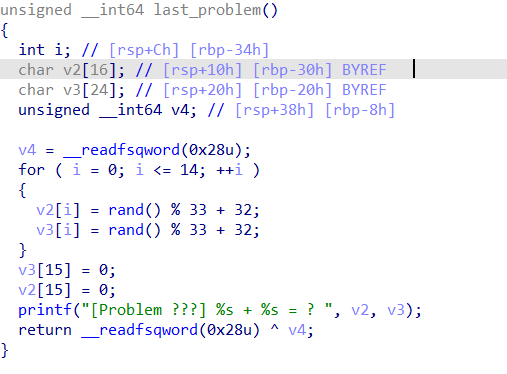 unsigned __int64 last_problem()
{
  int i; // [rsp+Ch] [rbp-34h]
  char v2[16]; // [rsp+10h] [rbp-30h] BYREF
  char v3[24]; // [rsp+20h] [rbp-20h] BYREF
  unsigned __int64 v4; // [rsp+38h] [rbp-8h]

  v4 = __readfsqword(0x28u);
  for ( i = 0; i <= 14; ++i )
  {
    v2[i] = rand() % 33 + 32;
    v3[i] = rand() % 33 + 32;
  }
  v3[15] = 0;
  v2[15] = 0;
  printf("[Problem ???] %s + %s = ? ", v2, v3);
  return __readfsqword(0x28u) ^ v4;
}